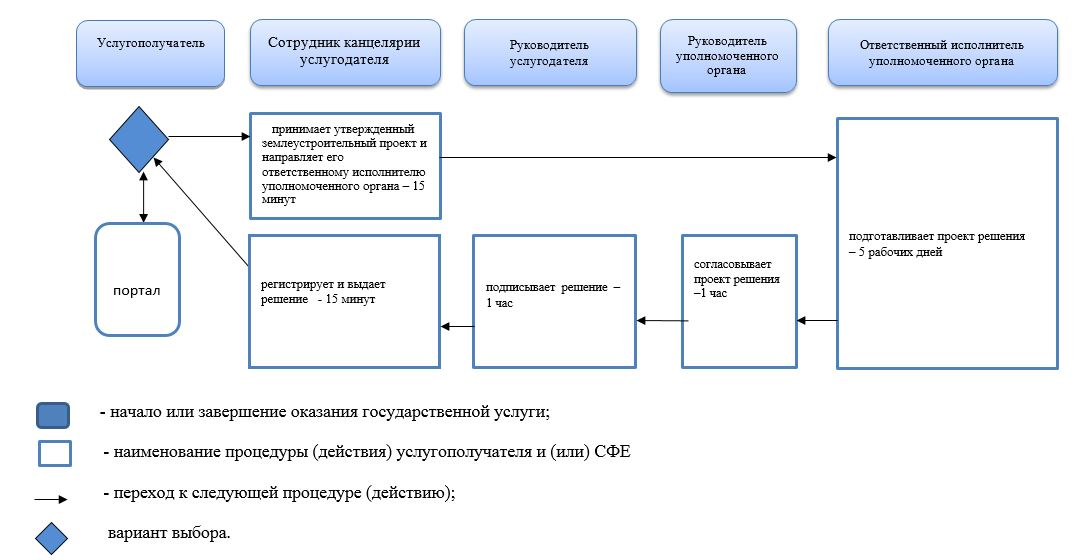 Услугополучатель
Сотрудник канцелярии
услугодателя
Руководитель
услугодателя
Руководитель
уполномоченного
органа
Ответственный исполнитель
уполномоченного органа
принимает утвержденный
землеустроительный проект и
направляет его
ответственному исполнителю
уполномоченного органа – 15
минут
портал
регистрирует и выдает
решение - 15 минут
подписывает решение –
1 час
согласовывает
проект решения
–1 час
подготавливает проект решения
– 5 рабочих дней
- начало или завершение оказания государственной услуги;
- наименование процедуры (действия) услугополучателя и (или) СФЕ
- переход к следующей процедуре (действию);
вариант выбора.